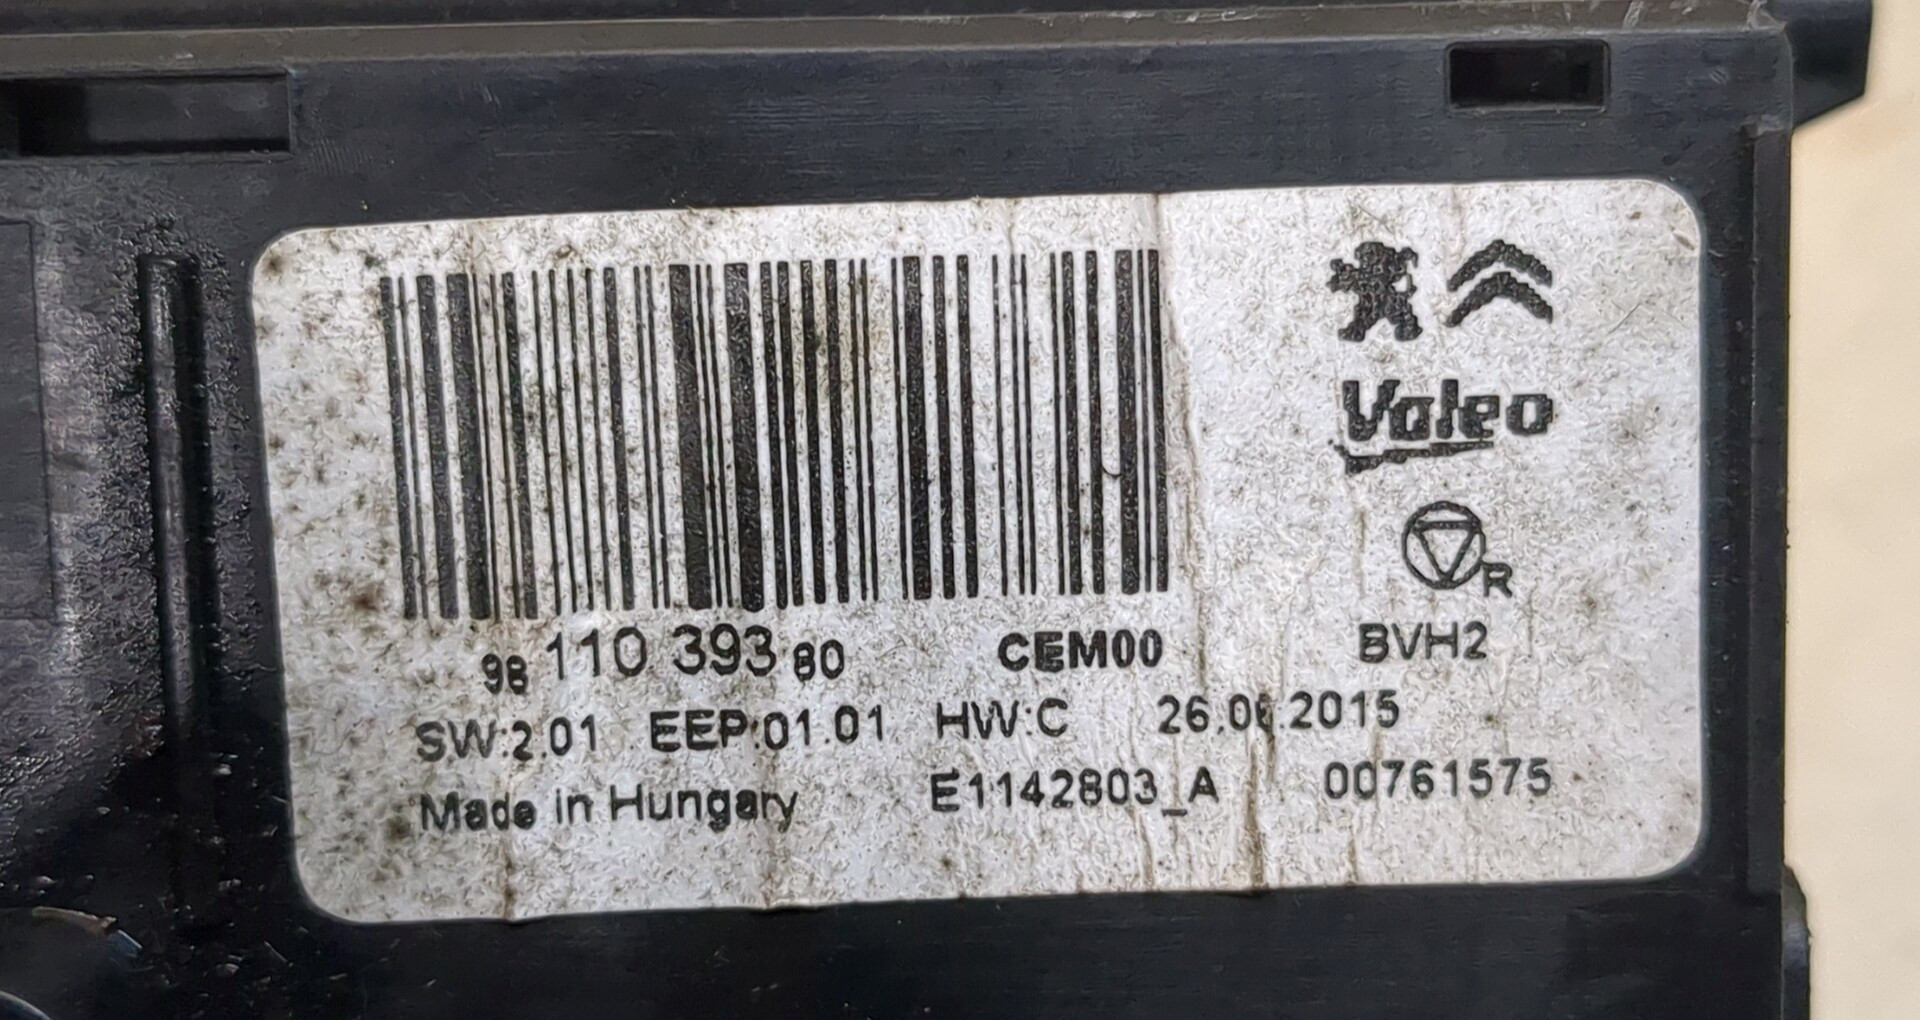 Valeo
R
98 110 393 80 CEM00 BVH2
SW:2.01 EEP:01.01 HW:C
Made in Hungary E1142803_A 00761575